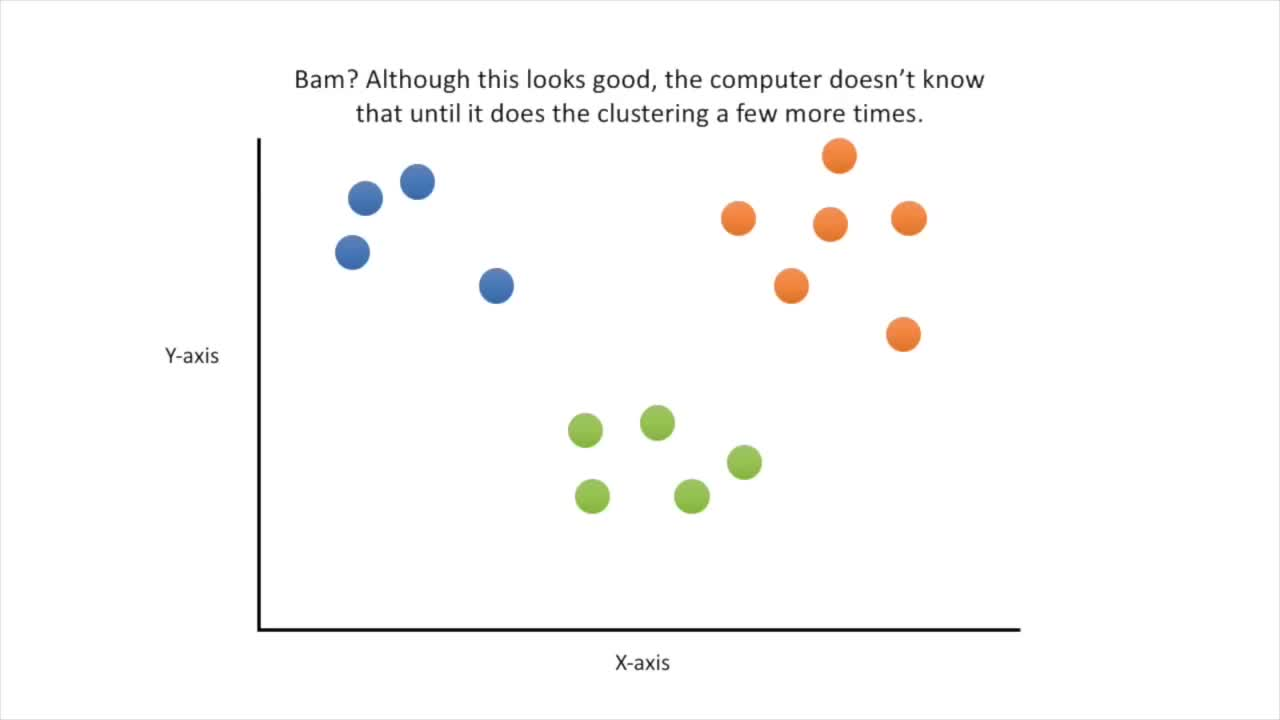 Bam? Although this looks good, the computer doesn’t know
that until it does the clustering a few more times.
Y-axis
X-axis